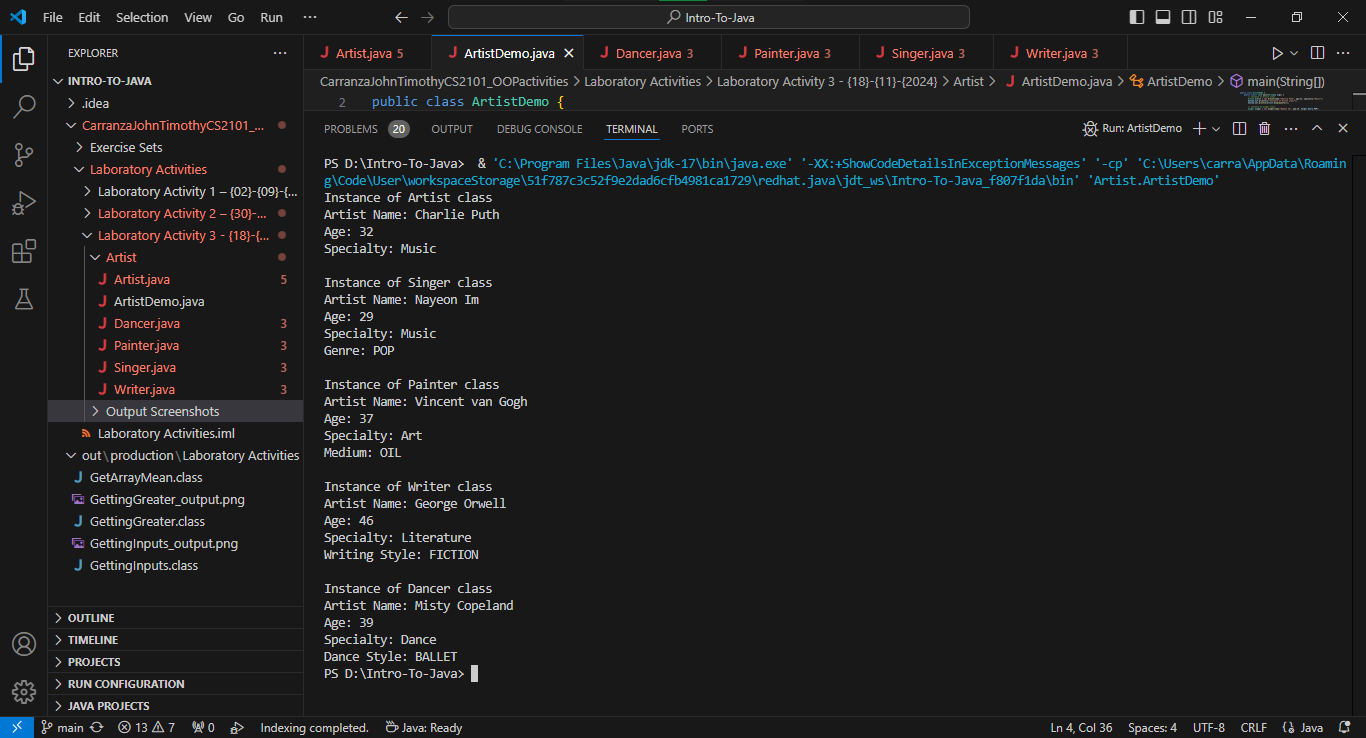 File Edit Selection View Go Run ··· Intro-To-Java
EXPLORER ···
INTRO-TO-JAVA
.idea
CarranzaJohnTimothyCS2101_...
Exercise Sets
Laboratory Activities
Laboratory Activity 1 – {02}-{09}-{...
Laboratory Activity 2 – {30}-...
Laboratory Activity 3 - {18}-{...
Artist
Artist.java 5
ArtistDemo.java
Dancer.java 3
Painter.java 3
Singer.java 3
Writer.java 3
Output Screenshots
Laboratory Activities.iml
out\production\Laboratory Activities
GetArrayMean.class
GettingGreater_output.png
GettingGreater.class
GettingInputs_output.png
GettingInputs.class
OUTLINE
TIMELINE
PROJECTS
RUN CONFIGURATION
JAVA PROJECTS
Artist.java 5 ArtistDemo.java Dancer.java 3 Painter.java 3 Singer.java 3 Writer.java 3
CarranzaJohnTimothyCS2101_OOPactivities > Laboratory Activities > Laboratory Activity 3 - {18}-{11}-{2024} > Artist > ArtistDemo.java > ArtistDemo > main(String[])
2 public class ArtistDemo {
PROBLEMS 20 OUTPUT DEBUG CONSOLE TERMINAL PORTS Run: ArtistDemo
PS D:\Intro-To-Java> & 'C:\Program Files\Java\jdk-17\bin\java.exe' '-XX:+ShowCodeDetailsInExceptionMessages' '-cp' 'C:\Users\carra\AppData\Roamin
g\Code\User\workspaceStorage\51f787c3c52f9e2dad6cfb4981ca1729\redhat.java\jdt_ws\Intro-To-Java_f807f1da\bin' 'Artist.ArtistDemo'
Instance of Artist class
Artist Name: Charlie Puth
Age: 32
Specialty: Music
Instance of Singer class
Artist Name: Nayeon Im
Age: 29
Specialty: Music
Genre: POP
Instance of Painter class
Artist Name: Vincent van Gogh
Age: 37
Specialty: Art
Medium: OIL
Instance of Writer class
Artist Name: George Orwell
Age: 46
Specialty: Literature
Writing Style: FICTION
Instance of Dancer class
Artist Name: Misty Copeland
Age: 39
Specialty: Dance
Dance Style: BALLET
PS D:\Intro-To-Java>
main 13 7 0 Indexing completed. Java: Ready Ln 4, Col 36 Spaces: 4 UTF-8 CRLF {} Java